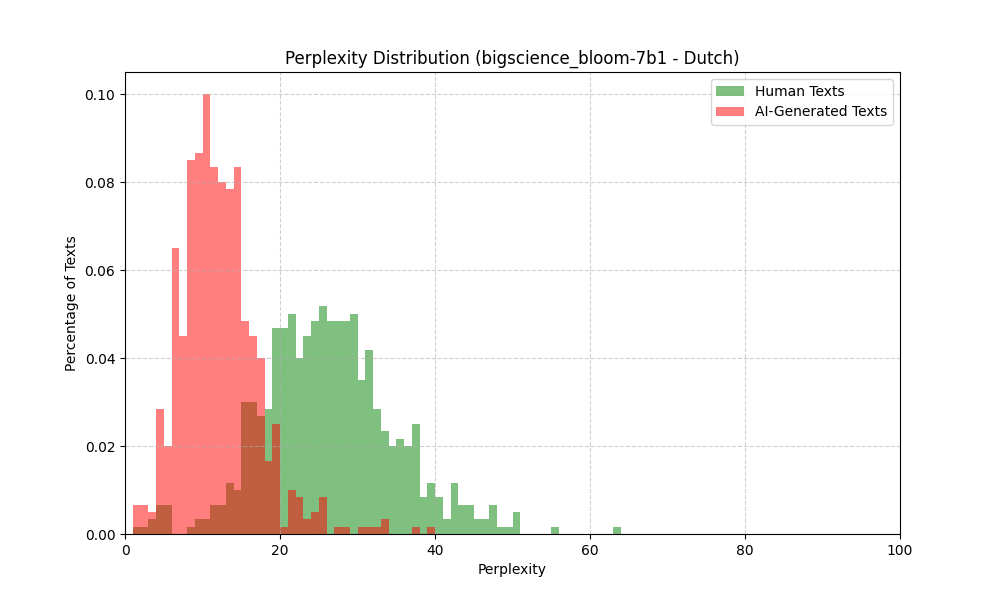 Perplexity Distribution (bigscience_bloom-7b1 - Dutch)
Human Texts
AI-Generated Texts
Percentage of Texts
0.10
0.08
0.06
0.04
0.02
0.00
0 20 40 60 80 100
Perplexity